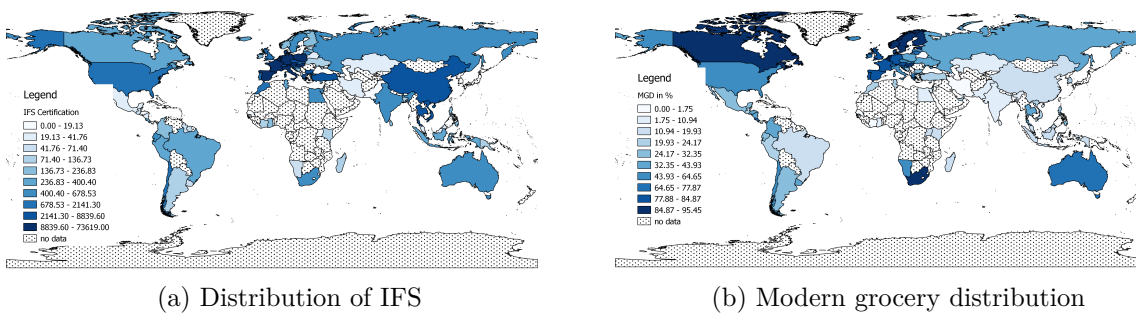 Legend
IFS Certification
0.00 - 19.13
19.13 - 41.76
41.76 - 71.40
71.40 - 136.73
136.73 - 236.83
236.83 - 400.40
400.40 - 678.53
678.53 - 2141.30
2141.30 - 8839.60
8839.60 - 73619.00
no data
(a) Distribution of IFS
Legend
MGD in %
0.00 - 1.75
1.75 - 10.94
10.94 - 19.93
19.93 - 24.17
24.17 - 32.35
32.35 - 43.93
43.93 - 64.65
64.65 - 77.87
77.88 - 84.87
84.87 - 95.45
no data
(b) Modern grocery distribution